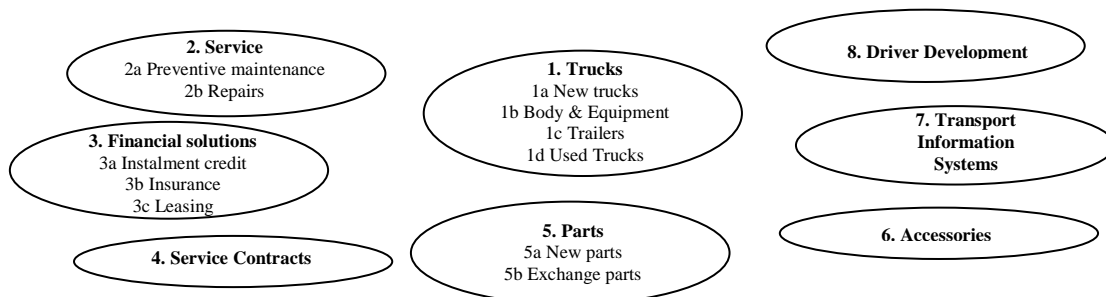 2. Service
2a Preventive maintenance
2b Repairs
3. Financial solutions
3a Instalment credit
3b Insurance
3c Leasing
4. Service Contracts
1. Trucks
1a New trucks
1b Body & Equipment
1c Trailers
1d Used Trucks
5. Parts
5a New parts
5b Exchange parts
8. Driver Development
7. Transport
Information
Systems
6. Accessories